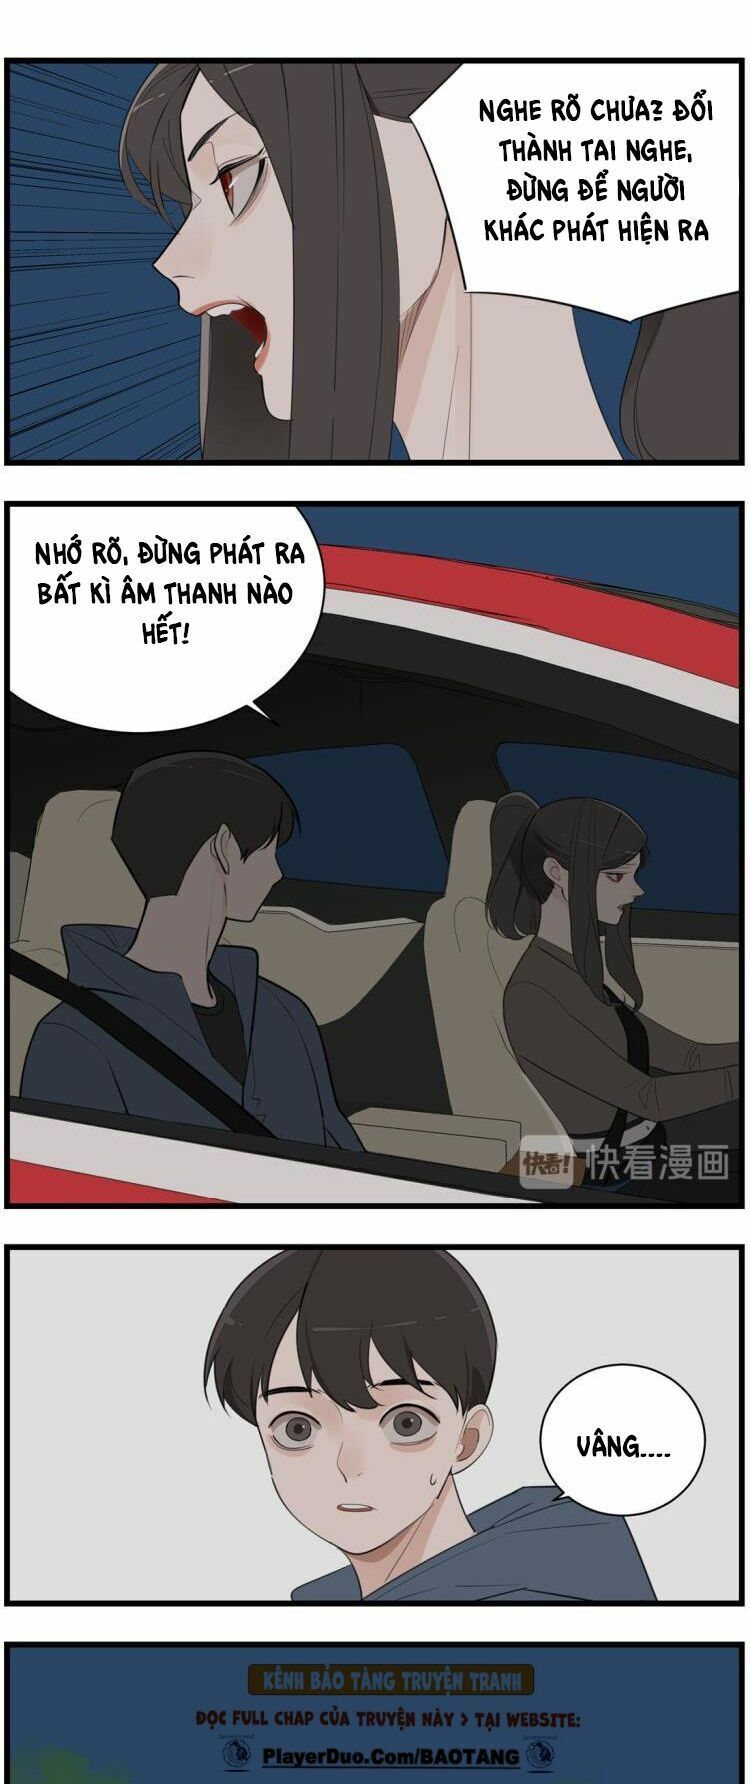 NGHE RÕ CHƯA? ĐỔI
THÀNH TAI NGHE,
ĐỪNG ĐỂ NGƯỜI
KHÁC PHÁT HIỆN RA
NHỚ RÕ, ĐỪNG PHÁT RA
BẤT KÌ ÂM THANH NÀO
HẾT!
快看! 快看漫画
VÂNG....
KÊNH BẢO TÀNG TRUYỆN TRANH
ĐỌC FULL CHAP CỦA TRUYỆN NÀY > TẠI WEBSITE:
PLAYERDUO.COM/BAOTANG